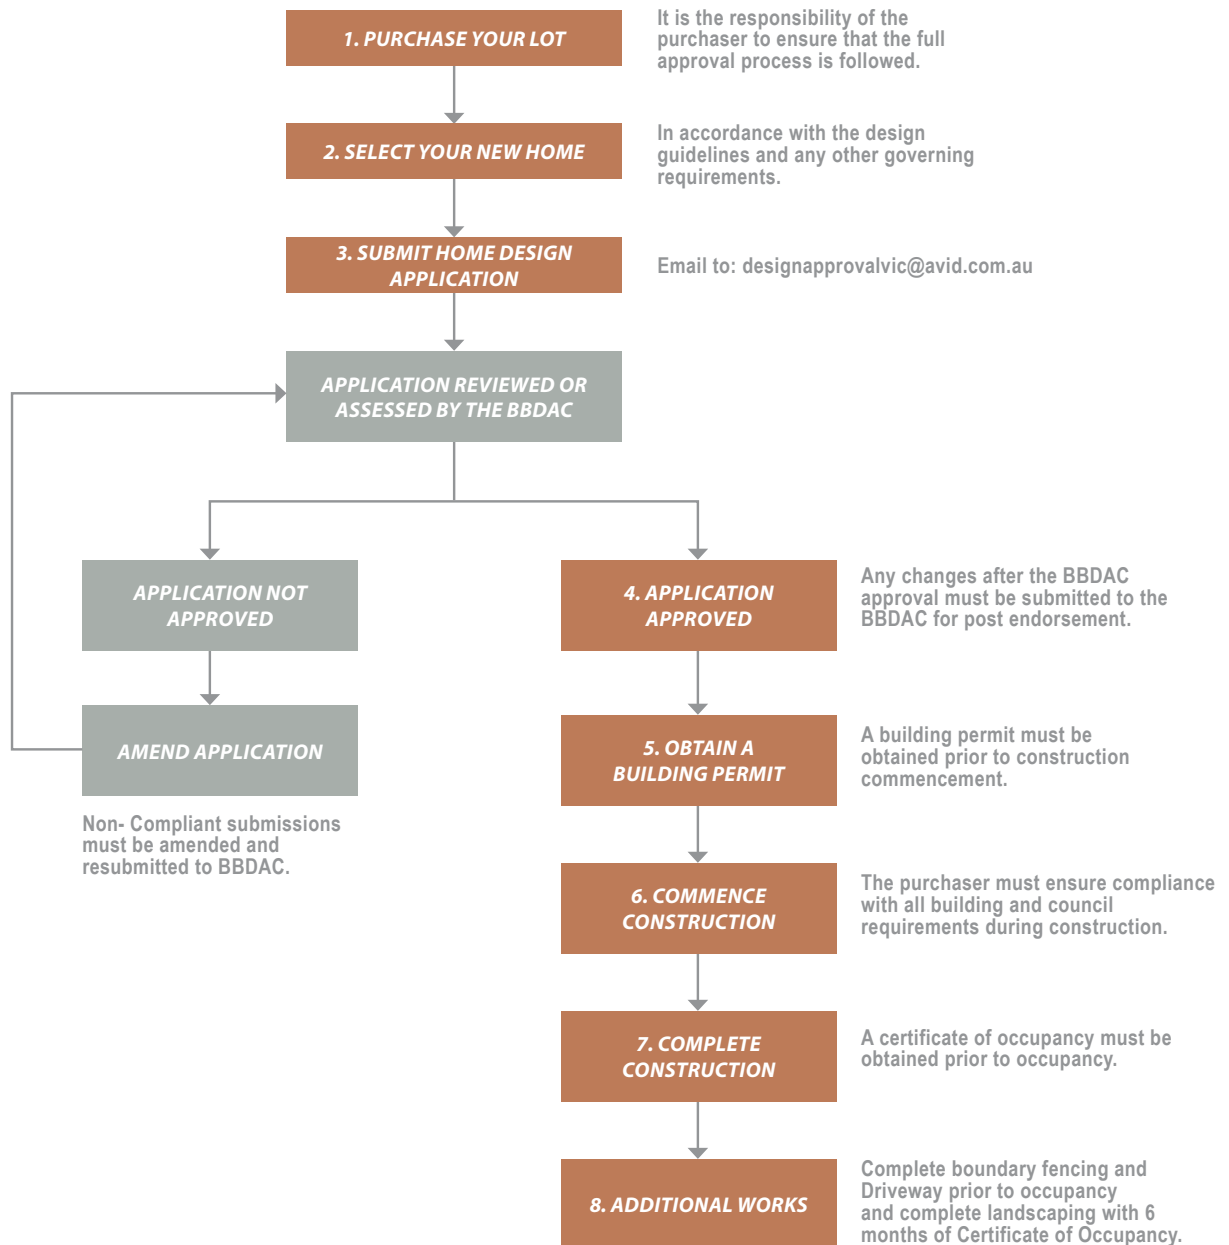 1. PURCHASE YOUR LOT
It is the responsibility of the
purchaser to ensure that the full
approval process is followed.
2. SELECT YOUR NEW HOME
In accordance with the design
guidelines and any other governing
requirements.
3. SUBMIT HOME DESIGN
APPLICATION
Email to: designapprovalvic@avid.com.au
APPLICATION REVIEWED OR
ASSESSED BY THE BBDAC
APPLICATION NOT
APPROVED
4. APPLICATION
APPROVED
Any changes after the BBDAC
approval must be submitted to the
BBDAC for post endorsement.
AMEND APPLICATION
Non- Compliant submissions
must be amended and
resubmitted to BBDAC.
5. OBTAIN A
BUILDING PERMIT
A building permit must be
obtained prior to construction
commencement.
6. COMMENCE
CONSTRUCTION
The purchaser must ensure compliance
with all building and council
requirements during construction.
7. COMPLETE
CONSTRUCTION
A certificate of occupancy must be
obtained prior to occupancy.
8. ADDITIONAL WORKS
Complete boundary fencing and
Driveway prior to occupancy
and complete landscaping with 6
months of Certificate of Occupancy.